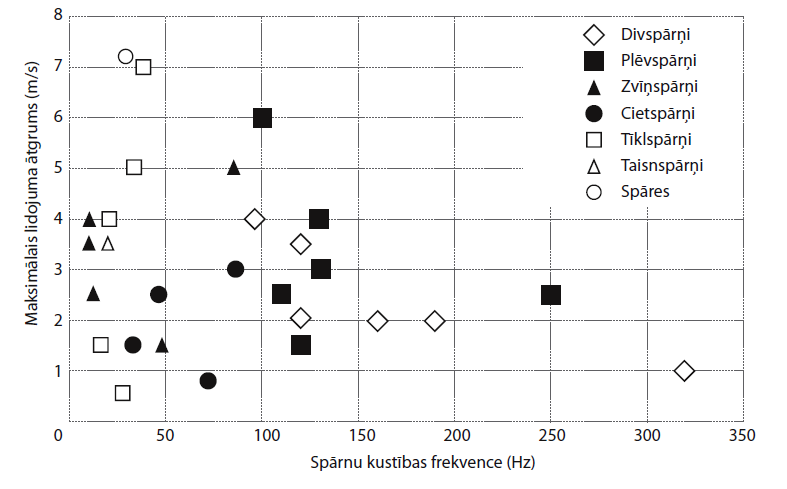 8
7
6
5
4
3
2
1
0
50
100
150
200
250
300
350
Maksimālais lidojuma ātgrums (m/s)
Spārnu kustības frekvence (Hz)
Divspārņi
Plēvspārņi
Zvīņspārņi
Cietspārņi
Tīklspārņi
Taisnspārņi
Spāres